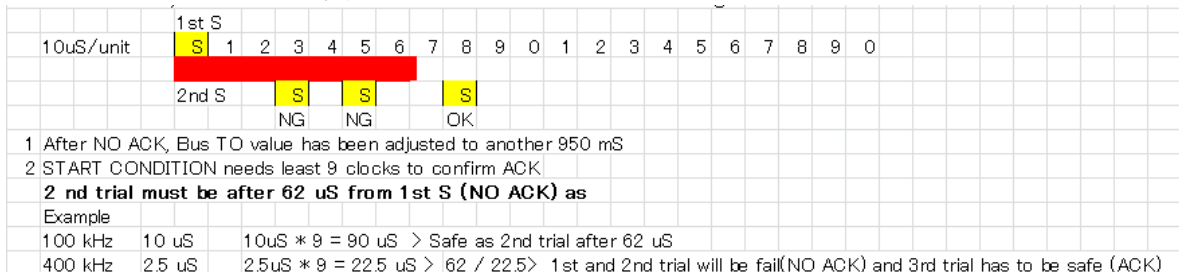 1st S
10uS/unit S 1 2 3 4 5 6 7 8 9 0 1 2 3 4 5 6 7 8 9 0
2nd S S S S
NG NG OK
1 After NO ACK, Bus TO value has been adjusted to another 950 mS
2 START CONDITION needs least 9 clocks to confirm ACK
2 nd trial must be after 62 uS from 1st S (NO ACK) as
Example
100 kHz 10 uS 10uS * 9 = 90 uS > Safe as 2nd trial after 62 uS
400 kHz 2.5 uS 2.5uS * 9 = 22.5 uS > 62 / 22.5> 1st and 2nd trial will be fail(NO ACK) and 3rd trial has to be safe (ACK)